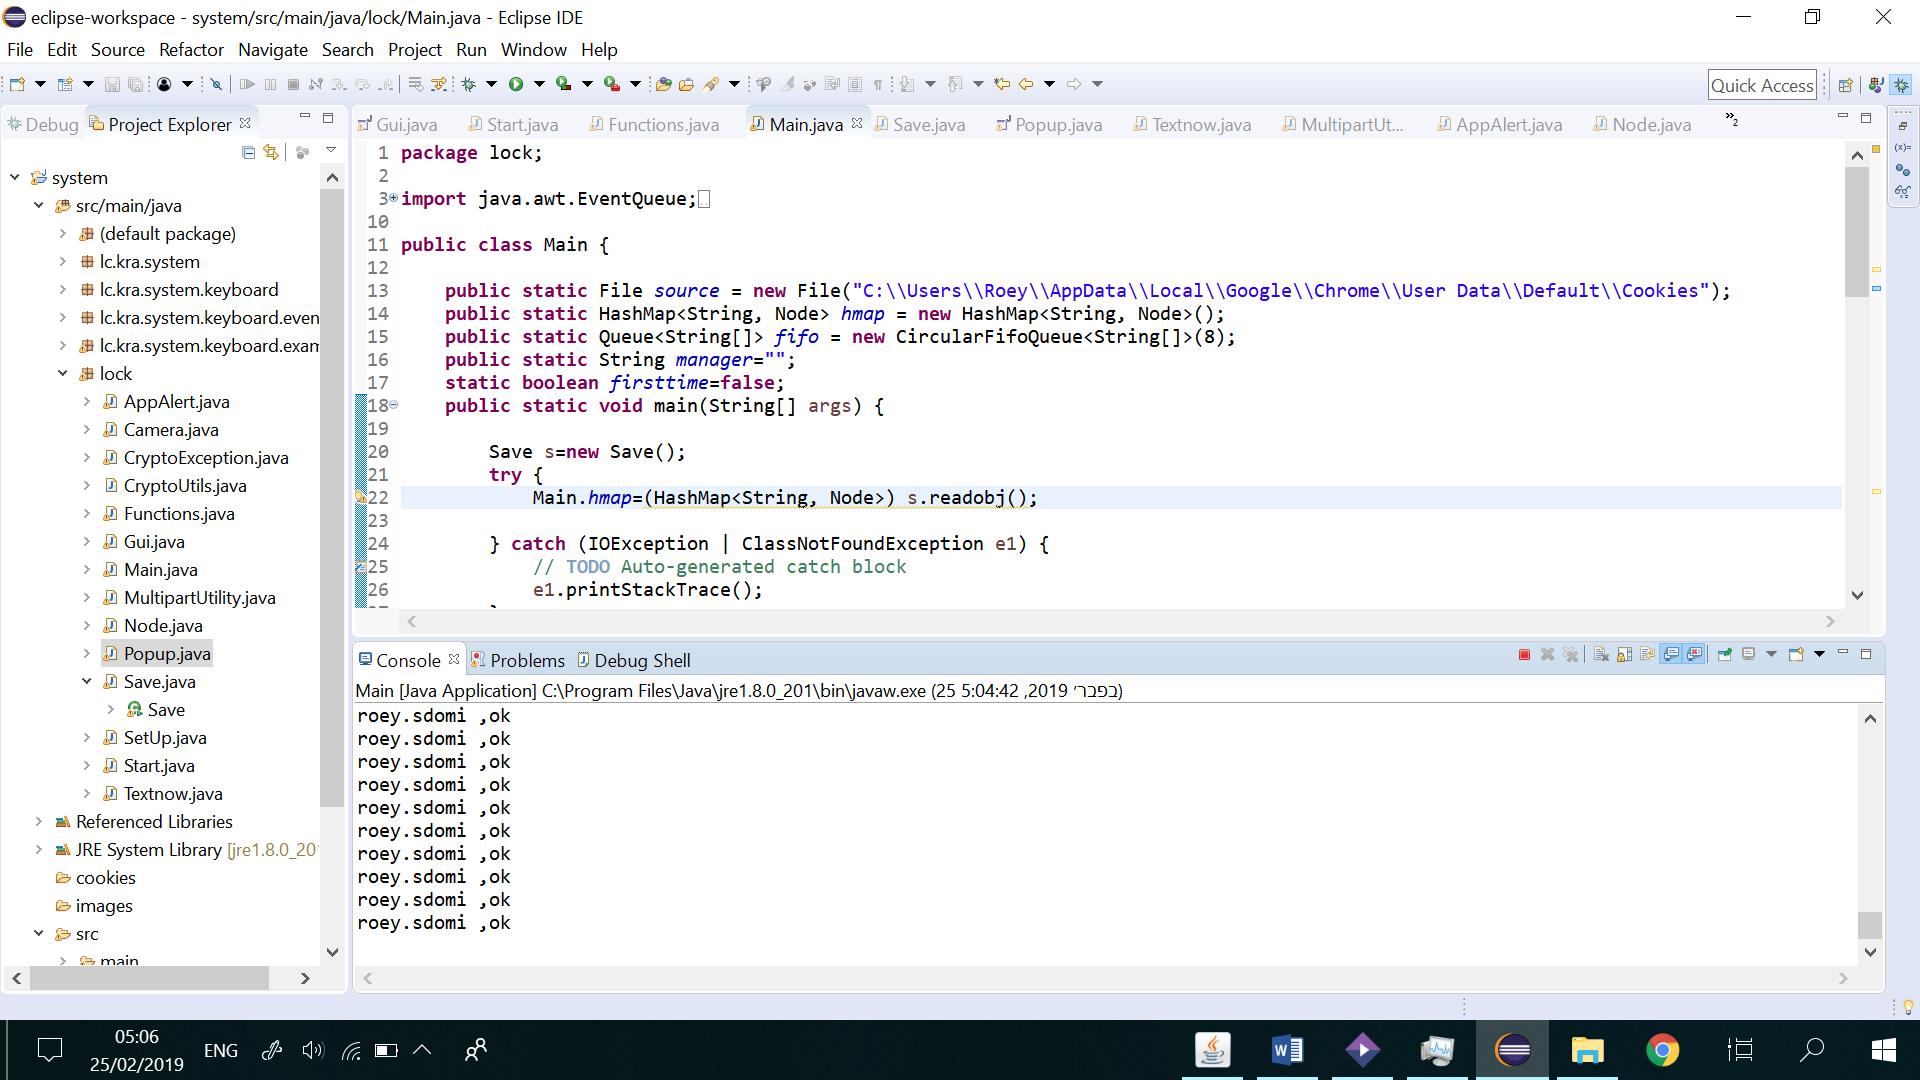 eclipse-workspace - system/src/main/java/lock/Main.java - Eclipse IDE
File Edit Source Refactor Navigate Search Project Run Window Help
Quick Access
Debug Project Explorer
system
src/main/java
(default package)
lc.kra.system
lc.kra.system.keyboard
lc.kra.system.keyboard.even
lc.kra.system.keyboard.exam
lock
AppAlert.java
Camera.java
CryptoException.java
CryptoUtils.java
Functions.java
Gui.java
Main.java
MultipartUtility.java
Node.java
Popup.java
Save.java
Save
SetUp.java
Start.java
Textnow.java
Referenced Libraries
JRE System Library [jre1.8.0_20
cookies
images
src
main
Gui.java Start.java Functions.java Main.java Save.java Popup.java Textnow.java MultipartUt... AppAlert.java Node.java »2
1 package lock;
2
3 import java.awt.EventQueue;
10
11 public class Main {
12
13 public static File source = new File("C:\\Users\\Roey\\AppData\\Local\\Google\\Chrome\\User Data\\Default\\Cookies");
14 public static HashMap<String, Node> hmap = new HashMap<String, Node>();
15 public static Queue<String[]> fifo = new CircularFifoQueue<String[]>(8);
16 public static String manager="";
17 static boolean firsttime=false;
18 public static void main(String[] args) {
19
20 Save s=new Save();
21 try {
22 Main.hmap=(HashMap<String, Node>) s.readobj();
23
24 } catch (IOException | ClassNotFoundException e1) {
25 // TODO Auto-generated catch block
26 e1.printStackTrace();
Console Problems Debug Shell
Main [Java Application] C:\Program Files\Java\jre1.8.0_201\bin\javaw.exe (25 בפבר׳ 2019, 5:04:42)
roey.sdomi ,ok
roey.sdomi ,ok
roey.sdomi ,ok
roey.sdomi ,ok
roey.sdomi ,ok
roey.sdomi ,ok
roey.sdomi ,ok
roey.sdomi ,ok
roey.sdomi ,ok
roey.sdomi ,ok
05:06
25/02/2019
ENG